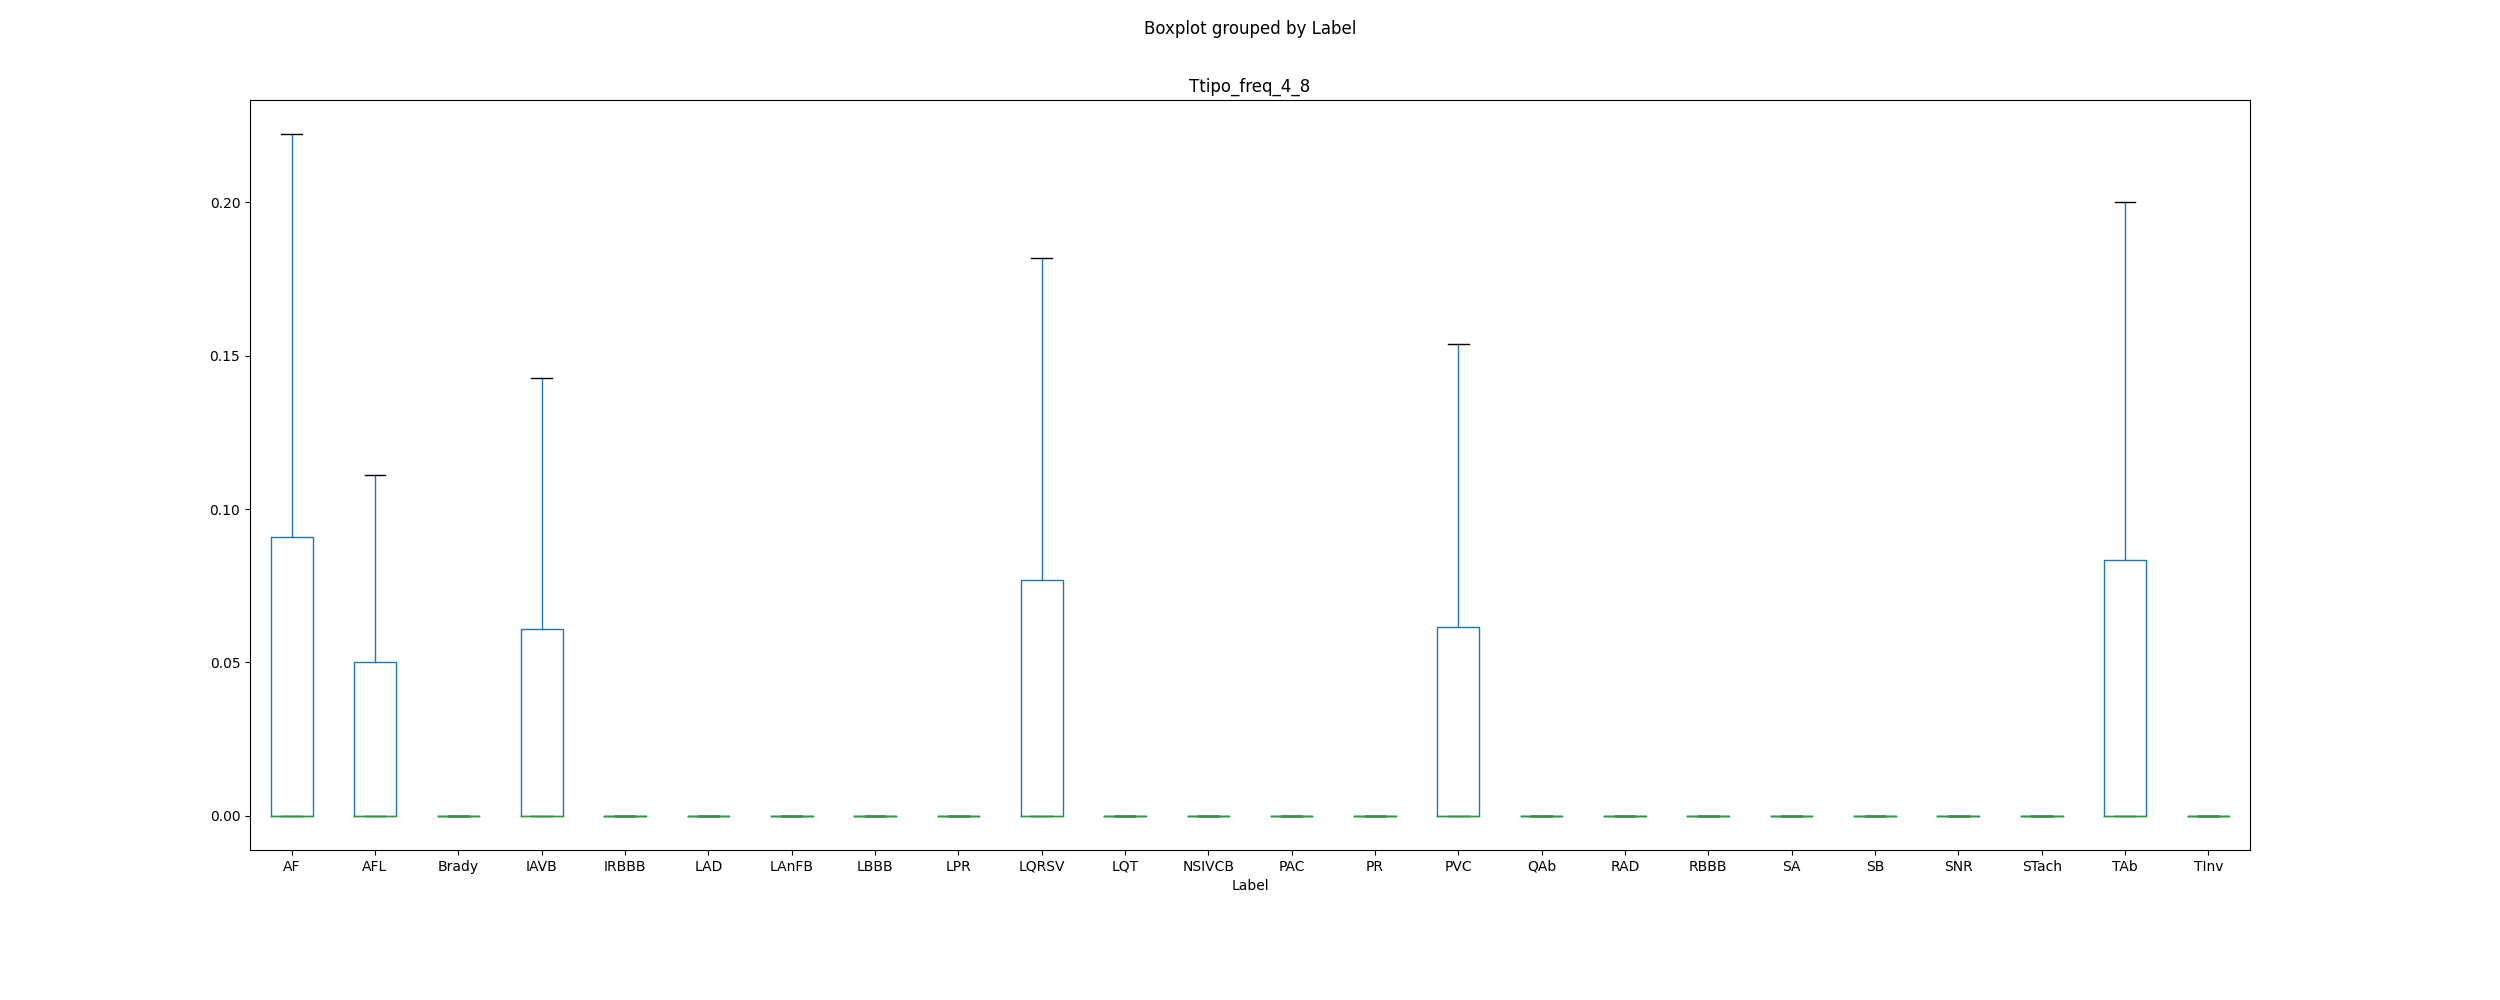 Boxplot grouped by Label
Ttipo_freq_4_8
0.20
0.15
0.10
0.05
0.00
AF AFL Brady IAVB IRBBB LAD LAnFB LBBB LPR LQRSV LQT NSIVCB PAC PR PVC QAb RAD RBBB SA SB SNR STach TAb TInv
Label